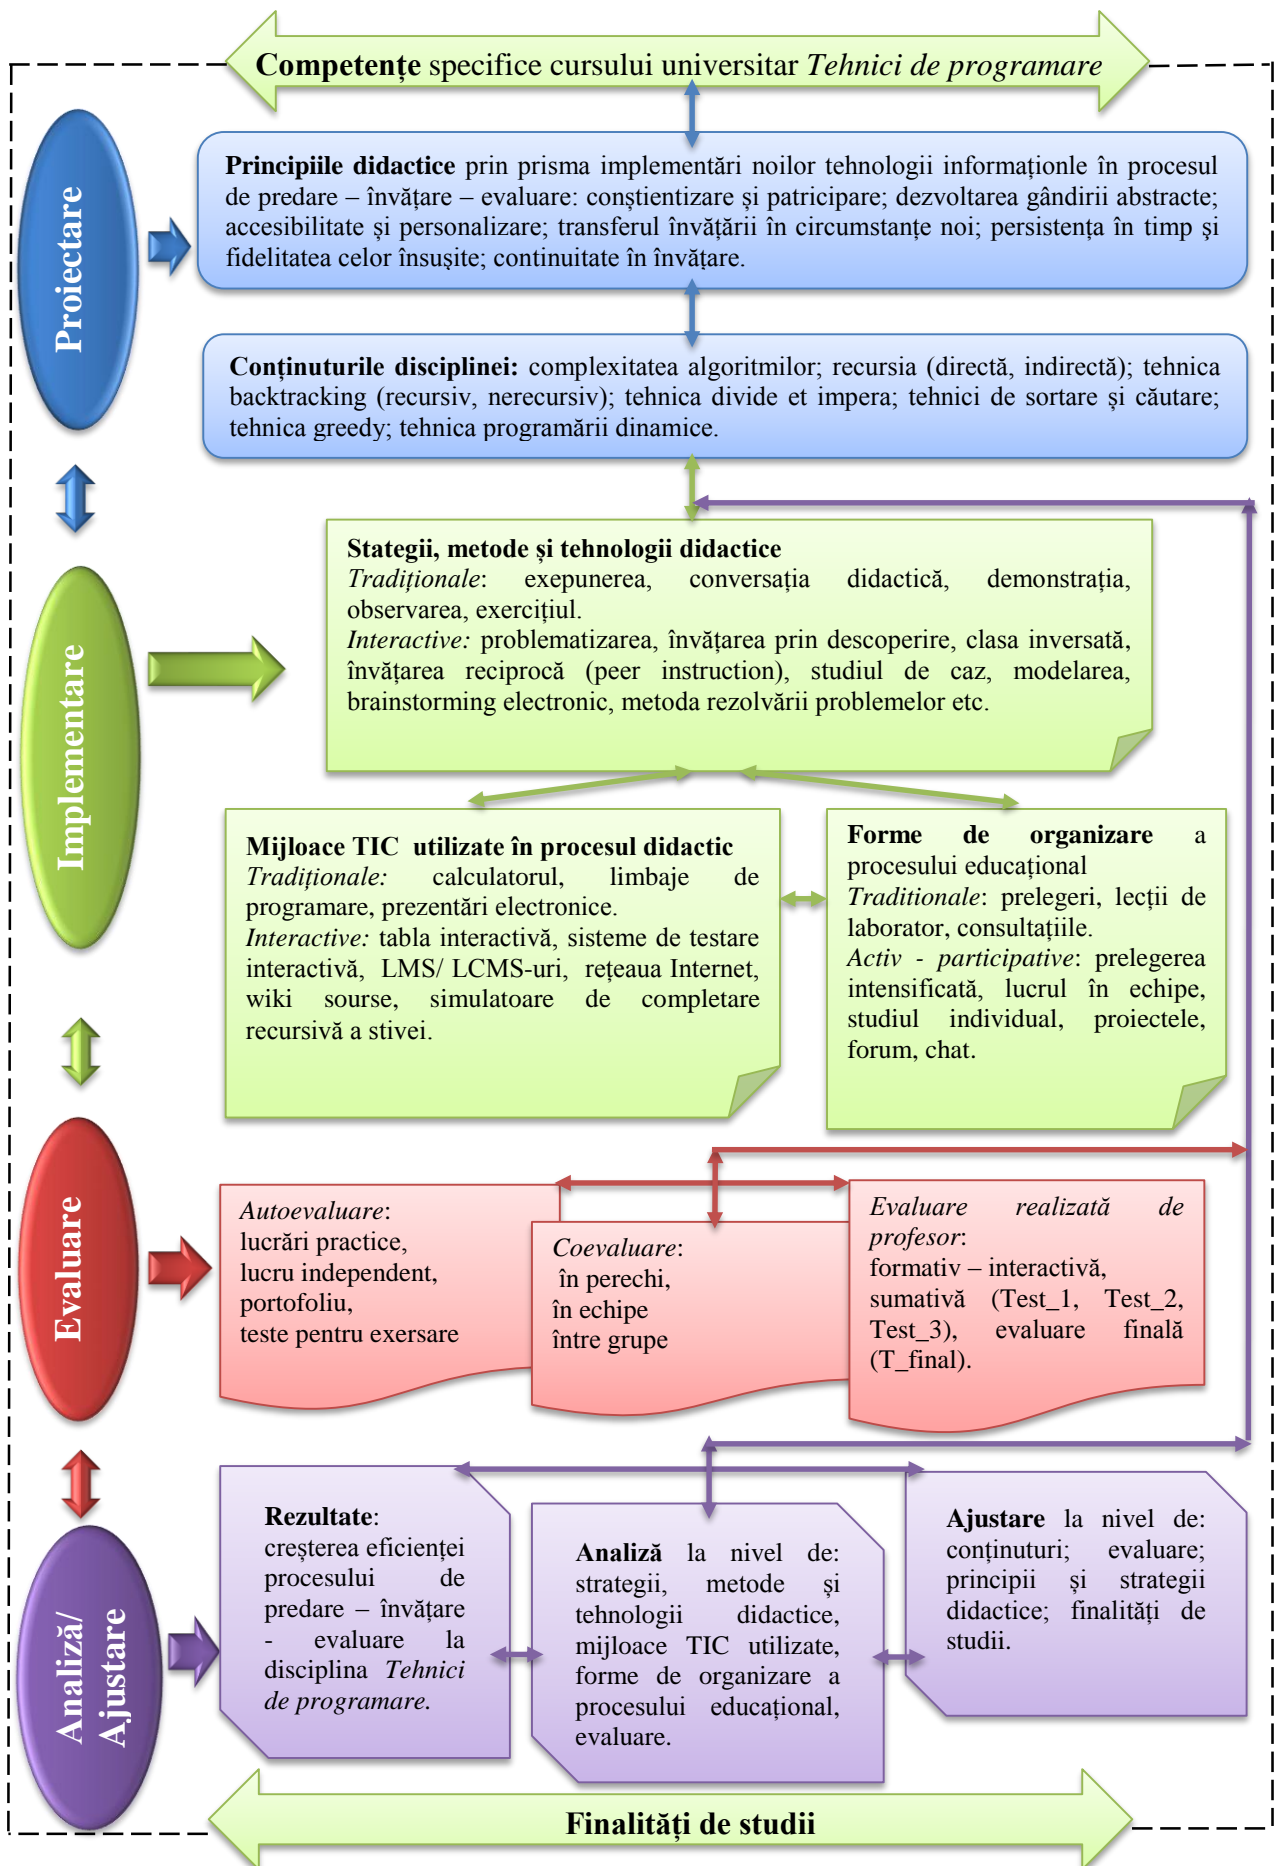 Competențe specifice cursului universitar Tehnici de programare
Proiectare
Principiile didactice prin prisma implementări noilor tehnologii informaționle în procesul
de predare – învățare – evaluare: conștientizare și patricipare; dezvoltarea gândirii abstracte;
accesibilitate și personalizare; transferul învățării în circumstanțe noi; persistența în timp şi
fidelitatea celor însușite; continuitate în învățare.
Conținuturile disciplinei: complexitatea algoritmilor; recursia (directă, indirectă); tehnica
backtracking (recursiv, nerecursiv); tehnica divide et impera; tehnici de sortare și căutare;
tehnica greedy; tehnica programării dinamice.
Implementare
Stategii, metode și tehnologii didactice
Tradiționale: exepunerea, conversația didactică, demonstrația,
observarea, exercițiul.
Interactive: problematizarea, învățarea prin descoperire, clasa inversată,
învățarea reciprocă (peer instruction), studiul de caz, modelarea,
brainstorming electronic, metoda rezolvării problemelor etc.
Mijloace TIC utilizate în procesul didactic
Tradiționale: calculatorul, limbaje de
programare, prezentări electronice.
Interactive: tabla interactivă, sisteme de testare
interactivă, LMS/ LCMS-uri, rețeaua Internet,
wiki sourse, simulatoare de completare
recursivă a stivei.
Forme de organizare a
procesului educațional
Traditionale: prelegeri, lecții de
laborator, consultațiile.
Activ - participative: prelegerea
intensificată, lucrul în echipe,
studiul individual, proiectele,
forum, chat.
Evaluare
Autoevaluare:
lucrări practice,
lucru independent,
portofoliu,
teste pentru exersare
Coevaluare:
în perechi,
în echipe
între grupe
Evaluare realizată de
profesor:
formativ – interactivă,
sumativă (Test_1, Test_2,
Test_3), evaluare finală
(T_final).
Analiză/
Ajustare
Rezultate:
creșterea eficienței
procesului de
predare – învățare
- evaluare la
disciplina Tehnici
de programare.
Analiză la nivel de:
strategii, metode și
tehnologii didactice,
mijloace TIC utilizate,
forme de organizare a
procesului educațional,
evaluare.
Ajustare la nivel de:
conținuturi; evaluare;
principii și strategii
didactice; finalități de
studii.
Finalități de studii